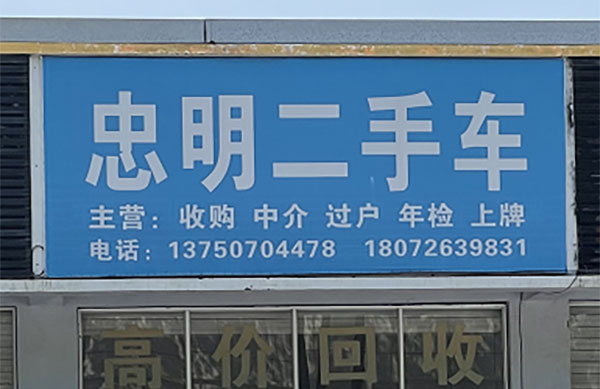 忠明二手车
主营：收购 中介 过户 年检 上牌
电话：13750704478 18072639831
高价回收